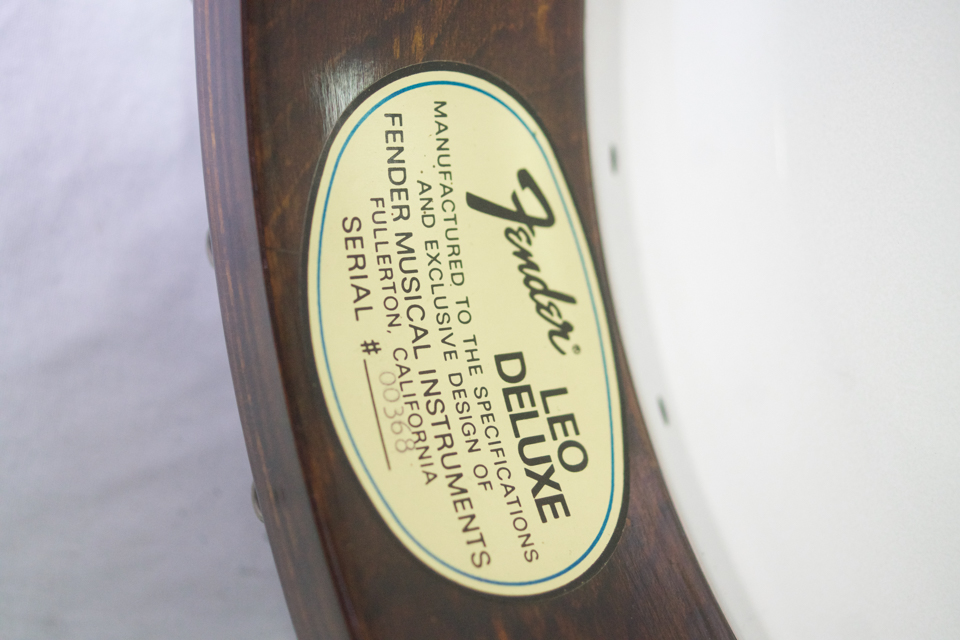 Fender®
LEO
DELUXE
MANUFACTURED TO THE SPECIFICATIONS
AND EXCLUSIVE DESIGN OF
FENDER MUSICAL INSTRUMENTS
FULLERTON, CALIFORNIA
SERIAL # 00368